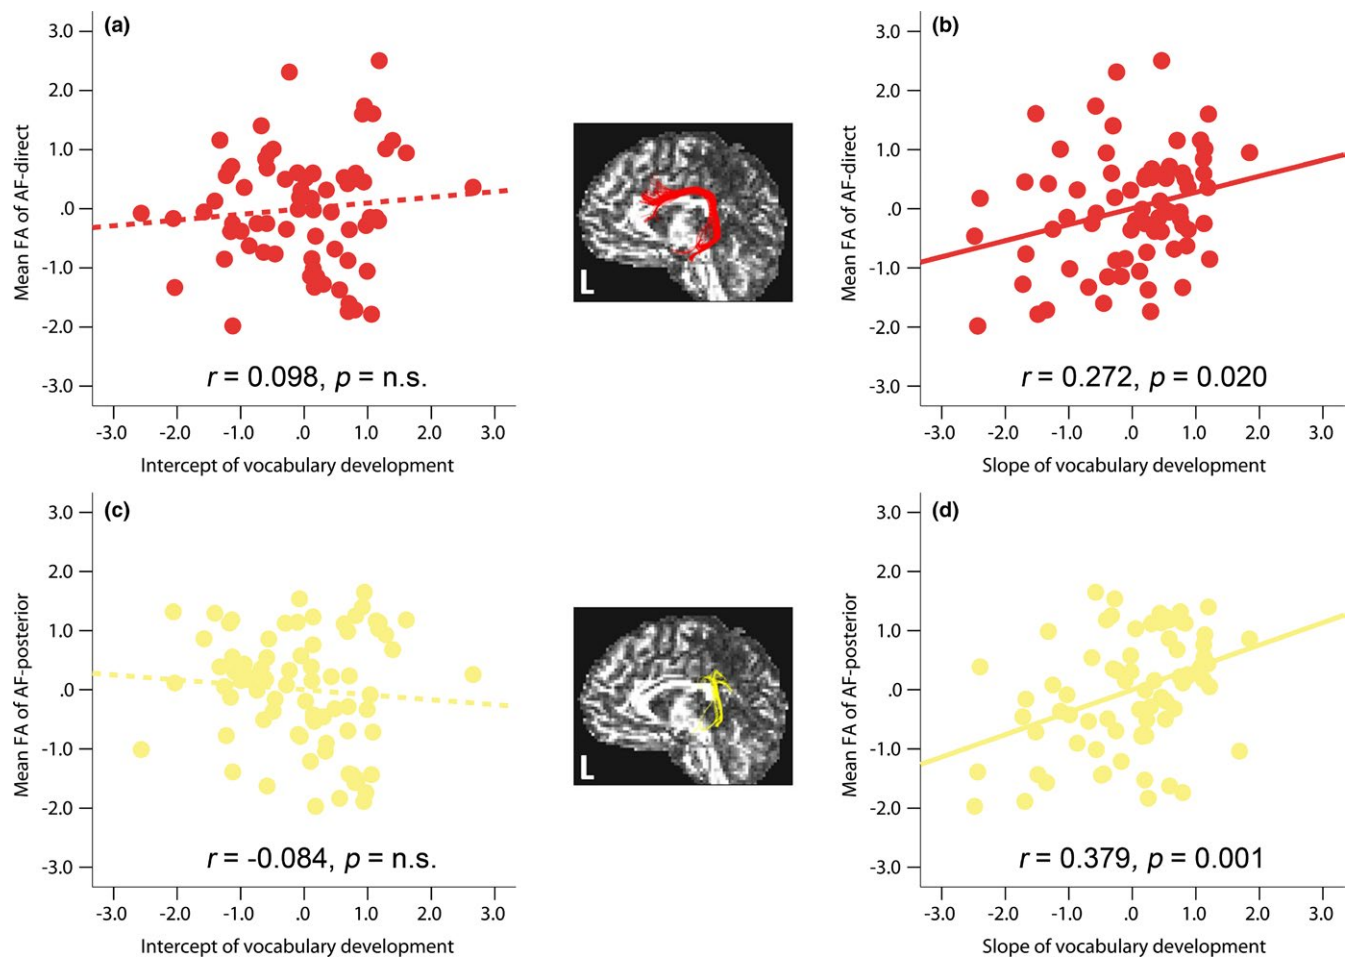 (a)
3.0
2.0
1.0
.0
-1.0
-2.0
-3.0
Mean FA of AF-direct
r = 0.098, p = n.s.
-3.0 -2.0 -1.0 .0 1.0 2.0 3.0
Intercept of vocabulary development
L
(b)
3.0
2.0
1.0
.0
-1.0
-2.0
-3.0
Mean FA of AF-direct
r = 0.272, p = 0.020
-3.0 -2.0 -1.0 .0 1.0 2.0 3.0
Slope of vocabulary development
(c)
3.0
2.0
1.0
.0
-1.0
-2.0
-3.0
Mean FA of AF-posterior
r = -0.084, p = n.s.
-3.0 -2.0 -1.0 .0 1.0 2.0 3.0
Intercept of vocabulary development
L
(d)
3.0
2.0
1.0
.0
-1.0
-2.0
-3.0
Mean FA of AF-posterior
r = 0.379, p = 0.001
-3.0 -2.0 -1.0 .0 1.0 2.0 3.0
Slope of vocabulary development